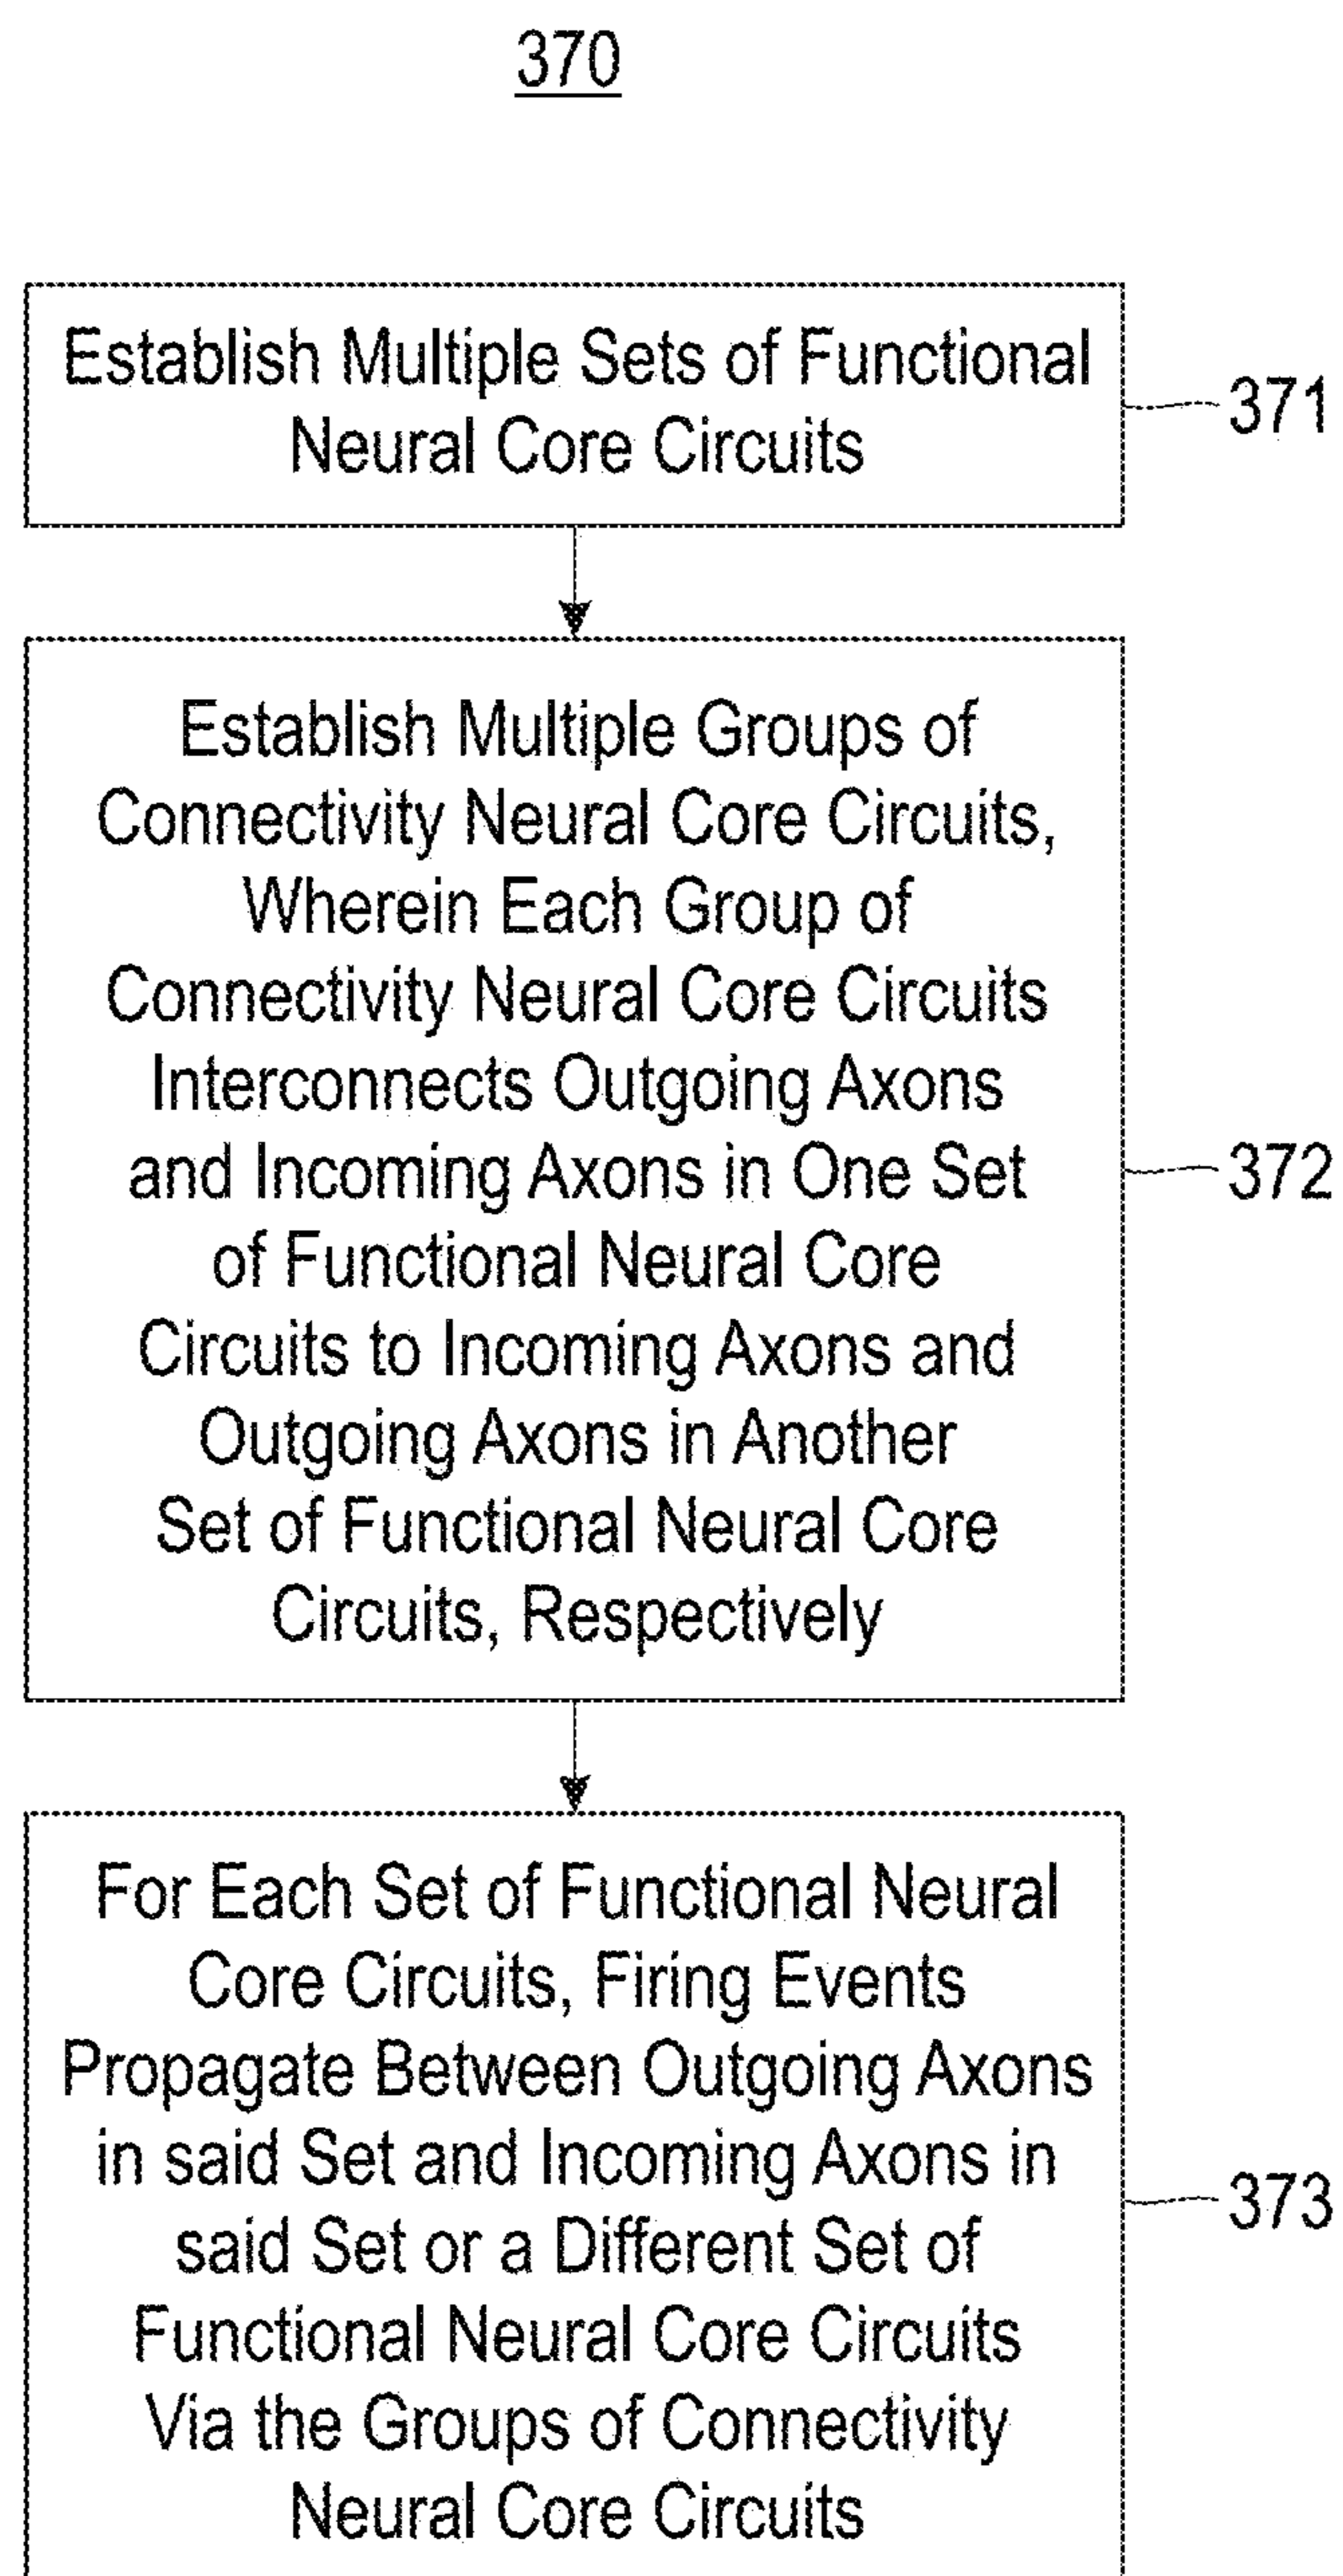 370
Establish Multiple Sets of Functional
Neural Core Circuits
371
Establish Multiple Groups of
Connectivity Neural Core Circuits,
Wherein Each Group of
Connectivity Neural Core Circuits
Interconnects Outgoing Axons
and Incoming Axons in One Set
of Functional Neural Core
Circuits to Incoming Axons and
Outgoing Axons in Another
Set of Functional Neural Core
Circuits, Respectively
372
For Each Set of Functional Neural
Core Circuits, Firing Events
Propagate Between Outgoing Axons
in said Set and Incoming Axons in
said Set or a Different Set of
Functional Neural Core Circuits
Via the Groups of Connectivity
Neural Core Circuits
373